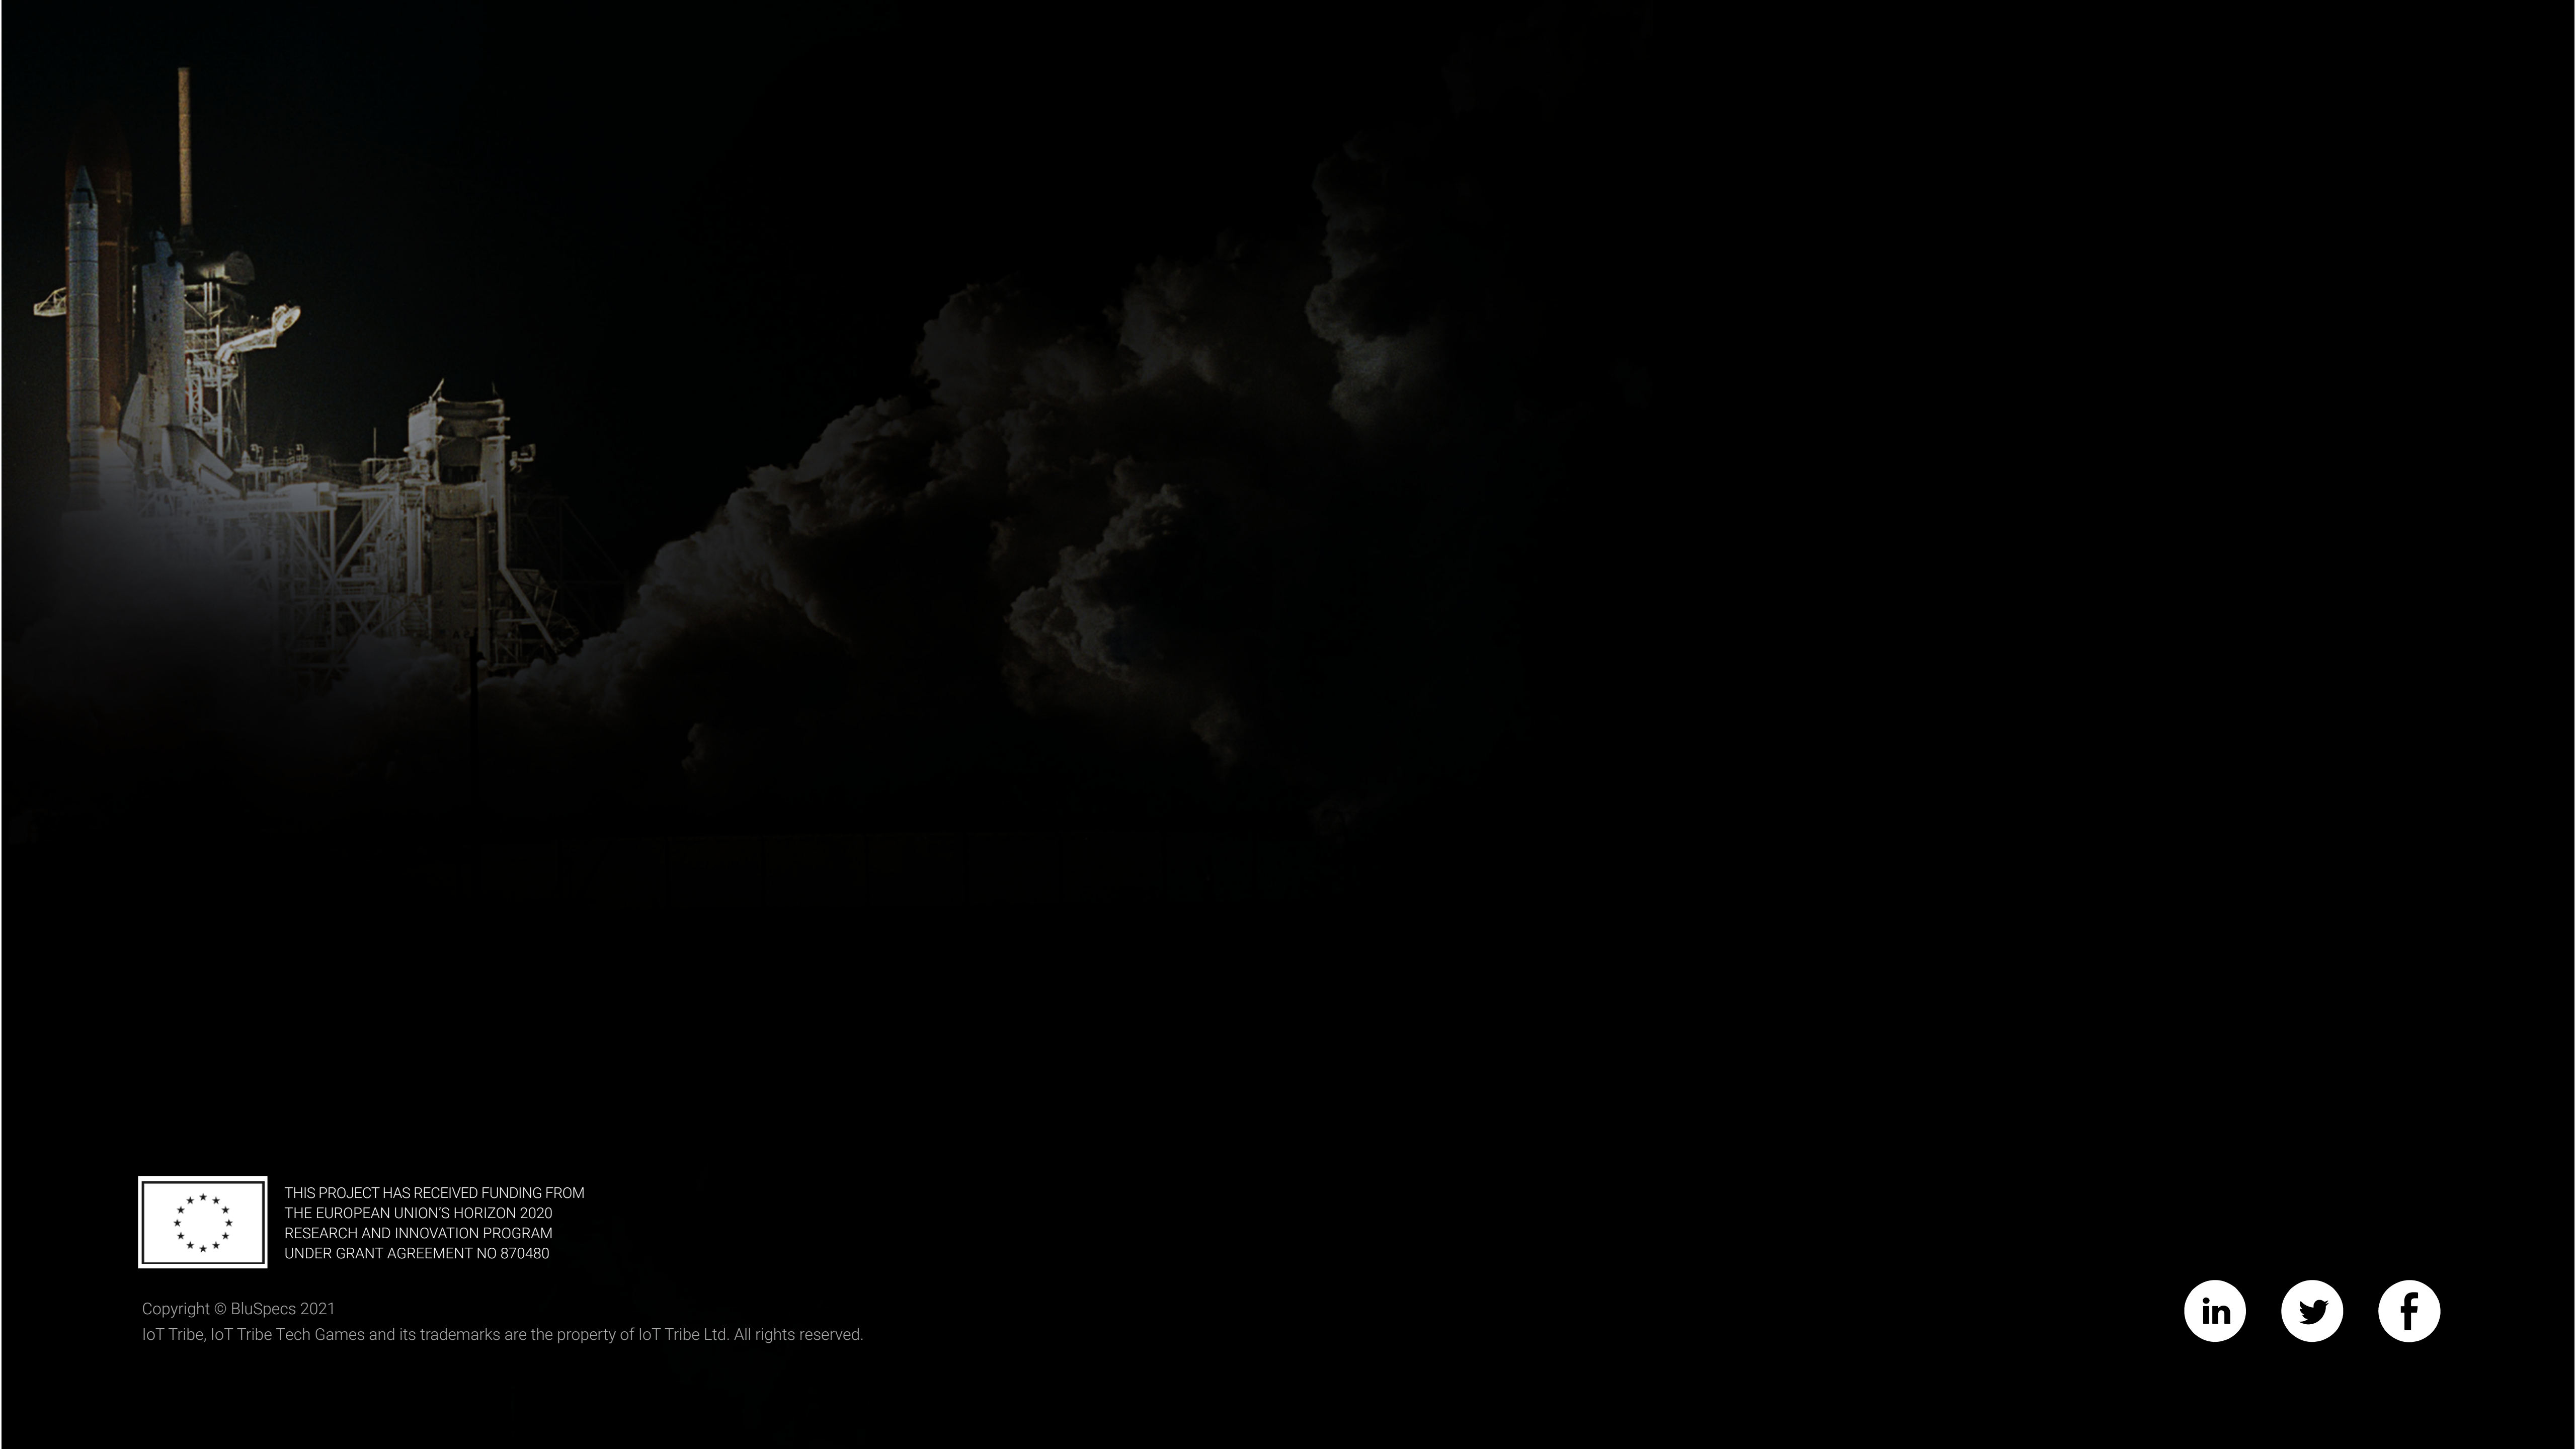 THIS PROJECT HAS RECEIVED FUNDING FROM
THE EUROPEAN UNION’S HORIZON 2020
RESEARCH AND INNOVATION PROGRAM
UNDER GRANT AGREEMENT NO 870480
Copyright © BluSpecs 2021
IoT Tribe, IoT Tribe Tech Games and its trademarks are the property of IoT Tribe Ltd. All rights reserved.
in
f